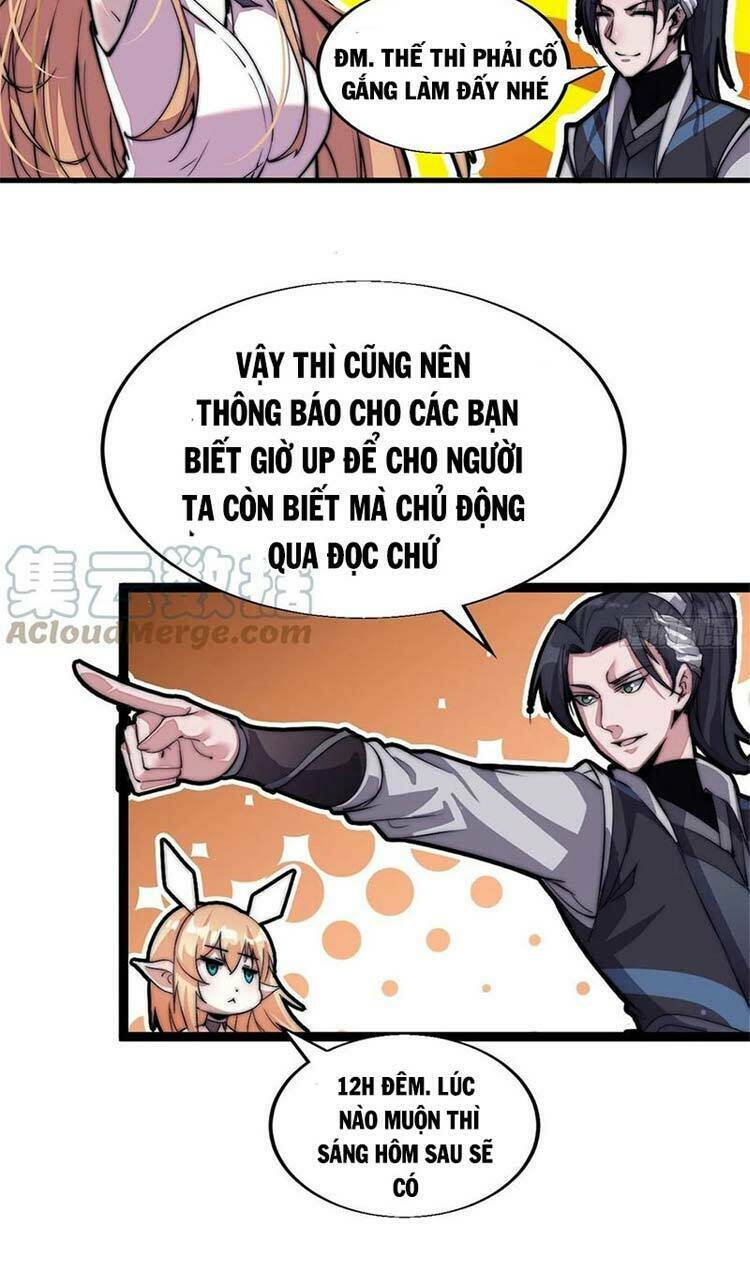 ĐM. THẾ THÌ PHẢI CỐ
GẮNG LÀM ĐẤY NHÉ
VẬY THÌ CŨNG NÊN
THÔNG BÁO CHO CÁC BẠN
BIẾT GIỜ UP ĐỂ CHO NGƯỜI
TA CÒN BIẾT MÀ CHỦ ĐỘNG
QUA ĐỌC CHỨ
集云数据
ACloudMerge.com
12H ĐÊM. LÚC
NÀO MUỘN THÌ
SÁNG HÔM SAU SẼ
CÓ